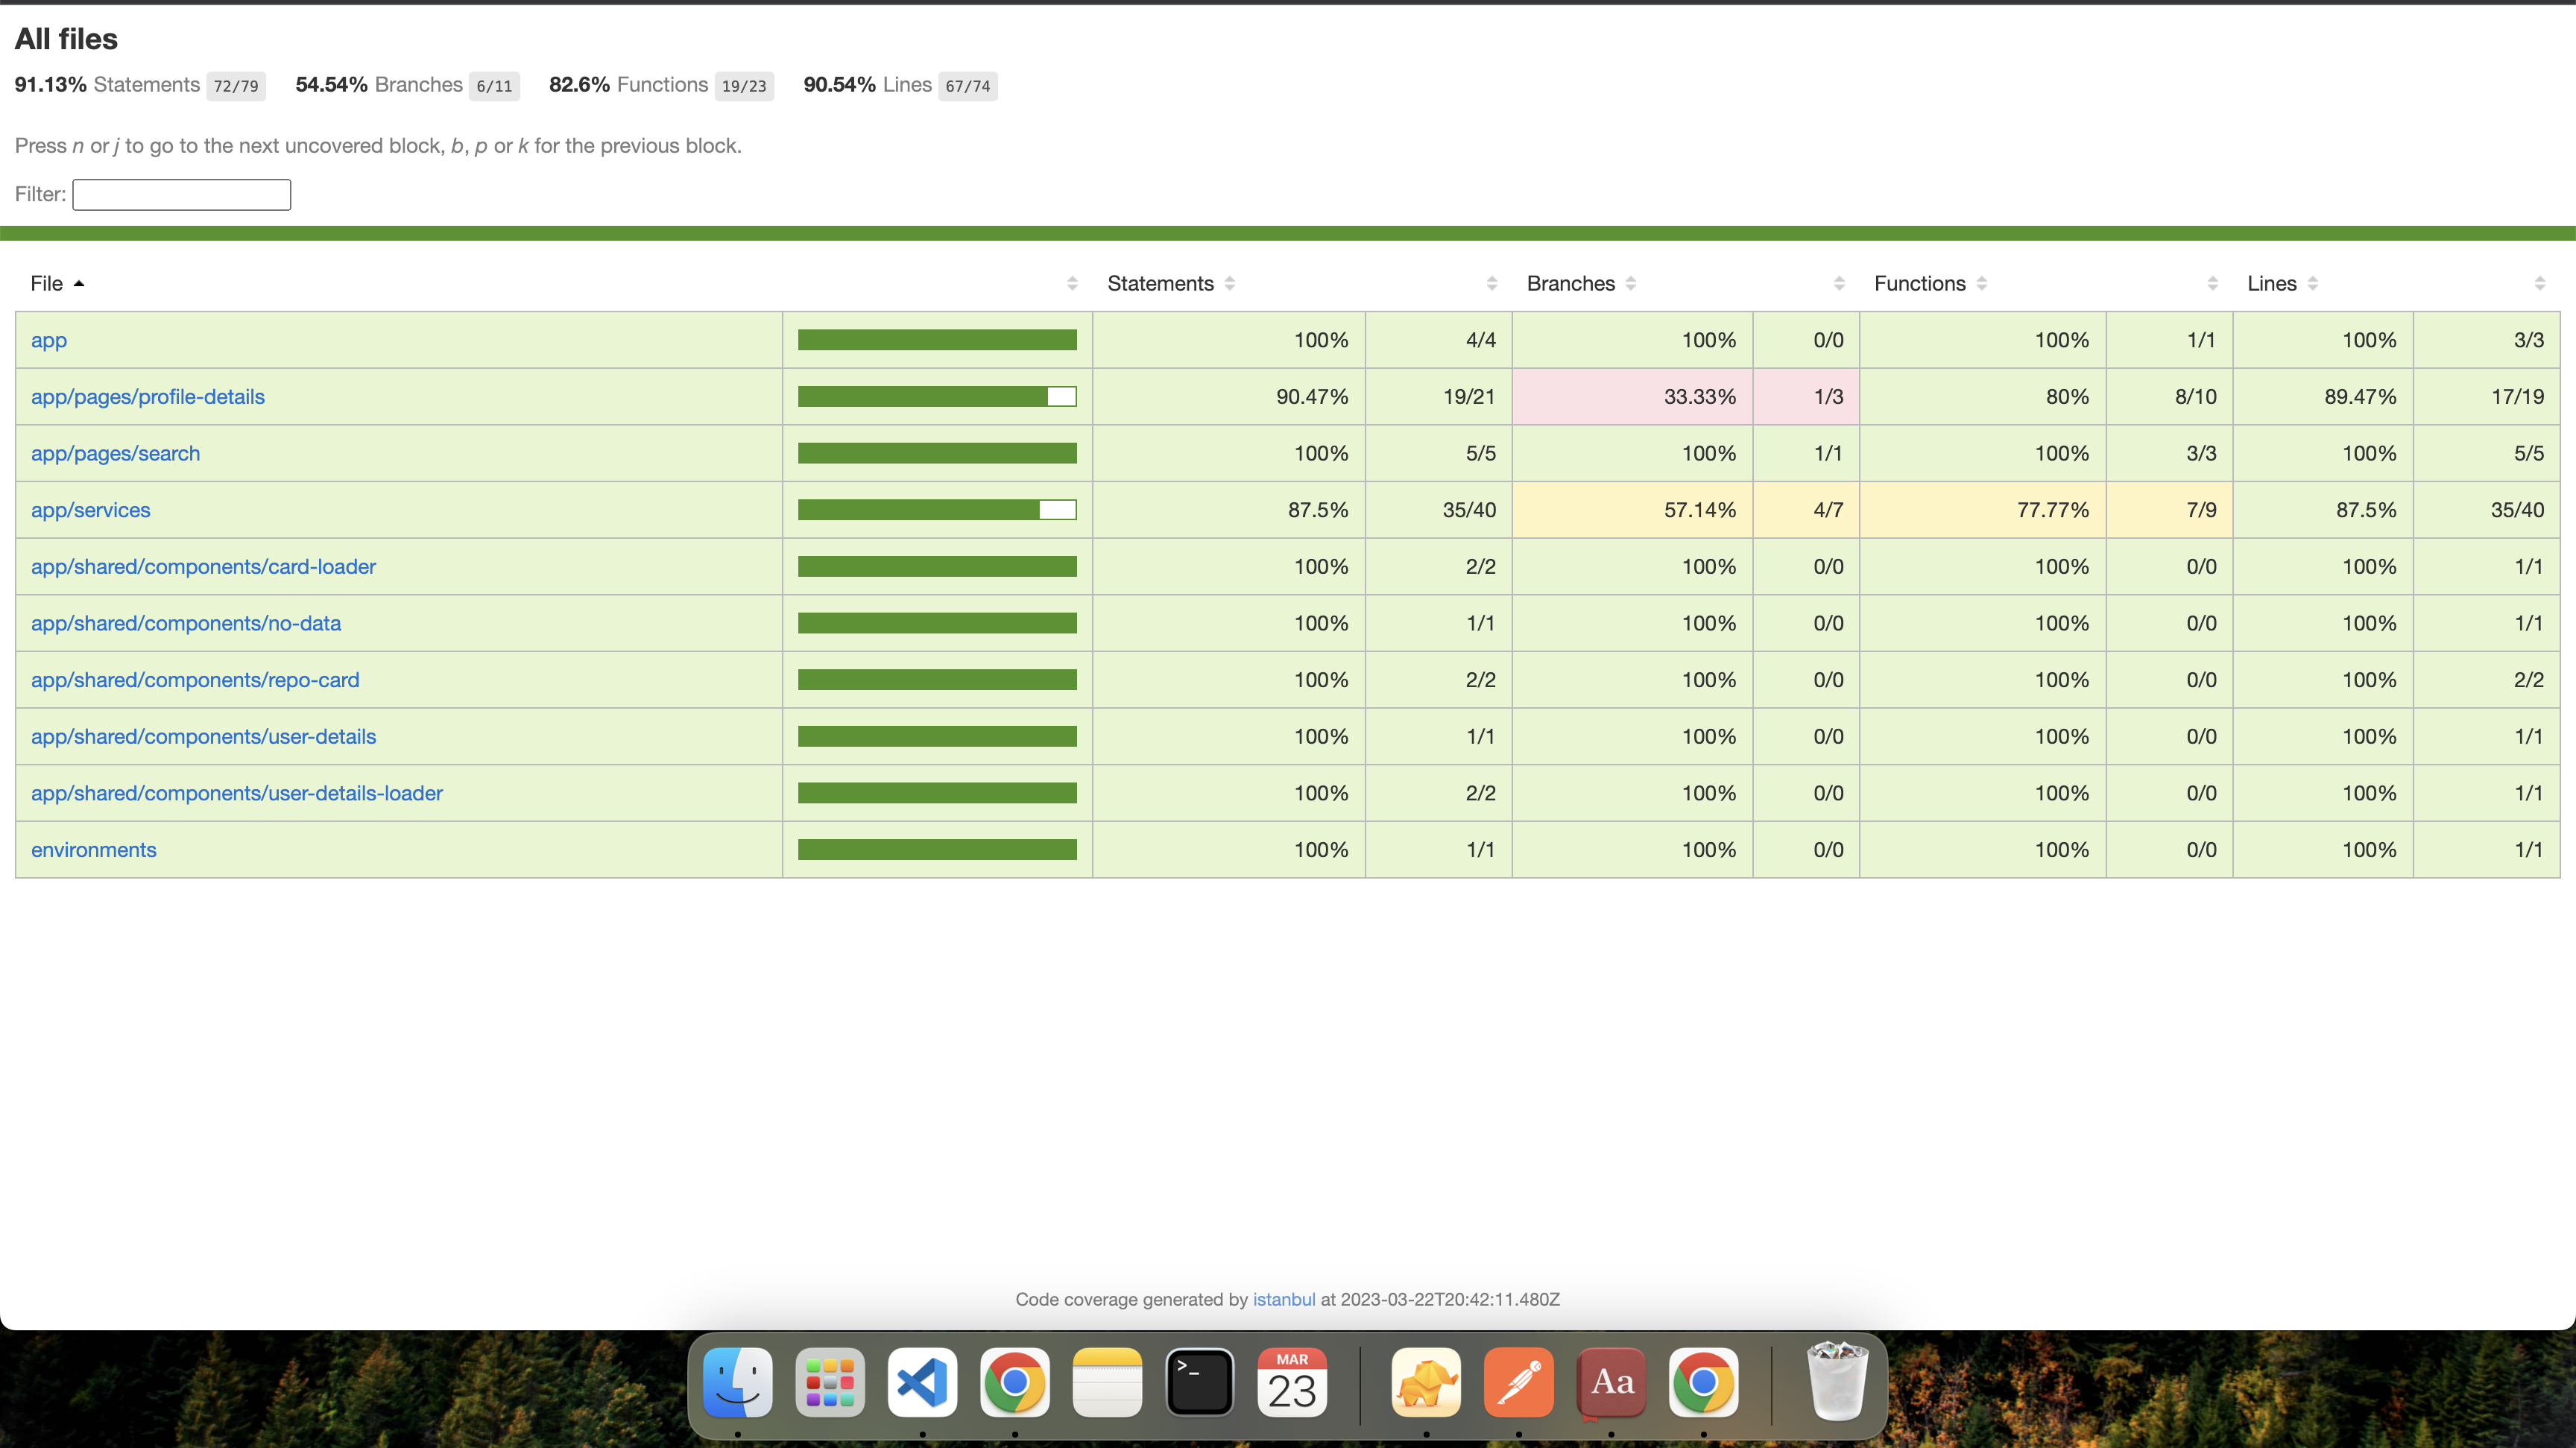 All files
91.13% Statements 72/79 54.54% Branches 6/11 82.6% Functions 19/23 90.54% Lines 67/74
Press n or j to go to the next uncovered block, b, p or k for the previous block.
Filter:
File Statements Branches Functions Lines
app 100% 4/4 100% 0/0 100% 1/1 100% 3/3
app/pages/profile-details 90.47% 19/21 33.33% 1/3 80% 8/10 89.47% 17/19
app/pages/search 100% 5/5 100% 1/1 100% 3/3 100% 5/5
app/services 87.5% 35/40 57.14% 4/7 77.77% 7/9 87.5% 35/40
app/shared/components/card-loader 100% 2/2 100% 0/0 100% 0/0 100% 1/1
app/shared/components/no-data 100% 1/1 100% 0/0 100% 0/0 100% 1/1
app/shared/components/repo-card 100% 2/2 100% 0/0 100% 0/0 100% 2/2
app/shared/components/user-details 100% 1/1 100% 0/0 100% 0/0 100% 1/1
app/shared/components/user-details-loader 100% 2/2 100% 0/0 100% 0/0 100% 1/1
environments 100% 1/1 100% 0/0 100% 0/0 100% 1/1
Code coverage generated by istanbul at 2023-03-22T20:42:11.480Z
>_
MAR
23
Aa